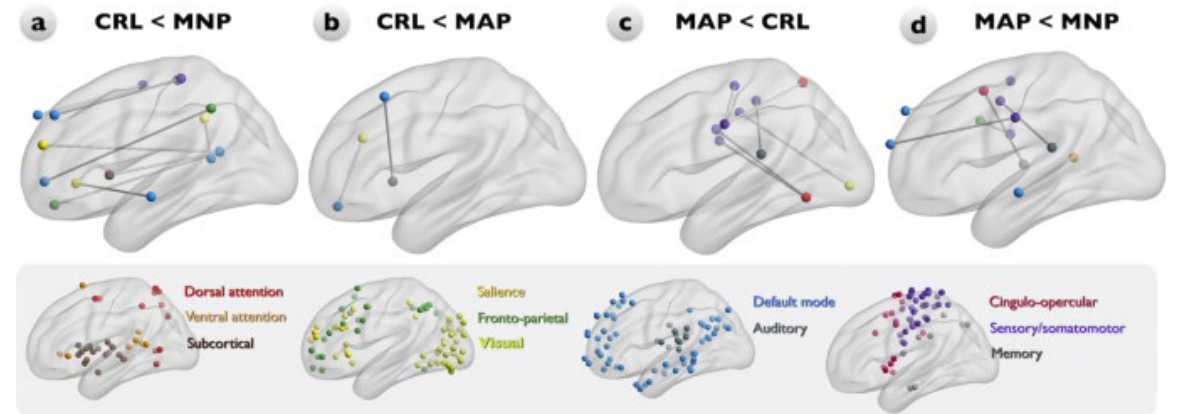 a CRL < MNP
b CRL < MAP
c MAP < CRL
d MAP < MNP
Dorsal attention
Ventral attention
Subcortical
Salience
Fronto-parietal
Visual
Default mode
Auditory
Cingulo-opercular
Sensory/somatomotor
Memory